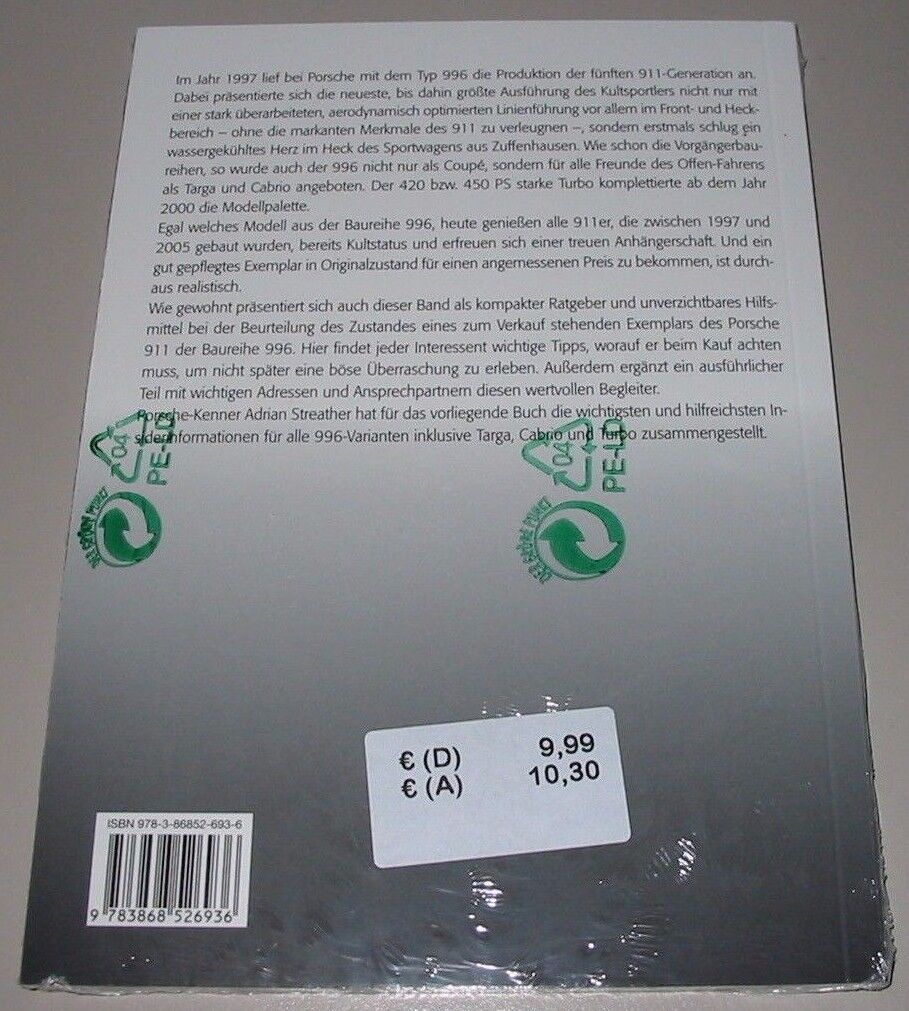 Im Jahr 1997 lief bei Porsche mit dem Typ 996 die Produktion der fünften 911-Generation an.
Dabei präsentierte sich die neueste, bis dahin größte Ausführung des Kultsportlers nicht nur mit
einer stark überarbeiteten, aerodynamisch optimierten Linienführung vor allem im Front- und Heck-
bereich – ohne die markanten Merkmale des 911 zu verleugnen –, sondern erstmals schlug ein
wassergekühltes Herz im Heck des Sportwagens aus Zuffenhausen. Wie schon die Vorgängerbau-
reihen, so wurde auch der 996 nicht nur als Coupé, sondern für alle Freunde des Offen-Fahrens
als Targa und Cabrio angeboten. Der 420 bzw. 450 PS starke Turbo komplettierte ab dem Jahr
2000 die Modellpalette.
Egal welches Modell aus der Baureihe 996, heute genießen alle 911er, die zwischen 1997 und
2005 gebaut wurden, bereits Kultstatus und erfreuen sich einer treuen Anhängerschaft. Und ein
gut gepflegtes Exemplar in Originalzustand für einen angemessenen Preis zu bekommen, ist durch-
aus realistisch.
Wie gewohnt präsentiert sich auch dieser Band als kompakter Ratgeber und unverzichtbares Hilfs-
mittel bei der Beurteilung des Zustandes eines zum Verkauf stehenden Exemplars des Porsche
911 der Baureihe 996. Hier findet jeder Interessent wichtige Tipps, worauf er beim Kauf achten
muss, um nicht später eine böse Überraschung zu erleben. Außerdem ergänzt ein ausführlicher
Teil mit wichtigen Adressen und Ansprechpartnern diesen wertvollen Begleiter.
Porsche-Kenner Adrian Streather hat für das vorliegende Buch die wichtigsten und hilfreichsten In-
siderinformationen für alle 996-Varianten inklusive Targa, Cabrio und Turbo zusammengestellt.
04
PE-LD
DER GRÜNE PUNKT
04
PE-LD
DER GRÜNE PUNKT
€ (D) 9,99
€ (A) 10,30
ISBN 978-3-86852-693-6
9 783868 526936